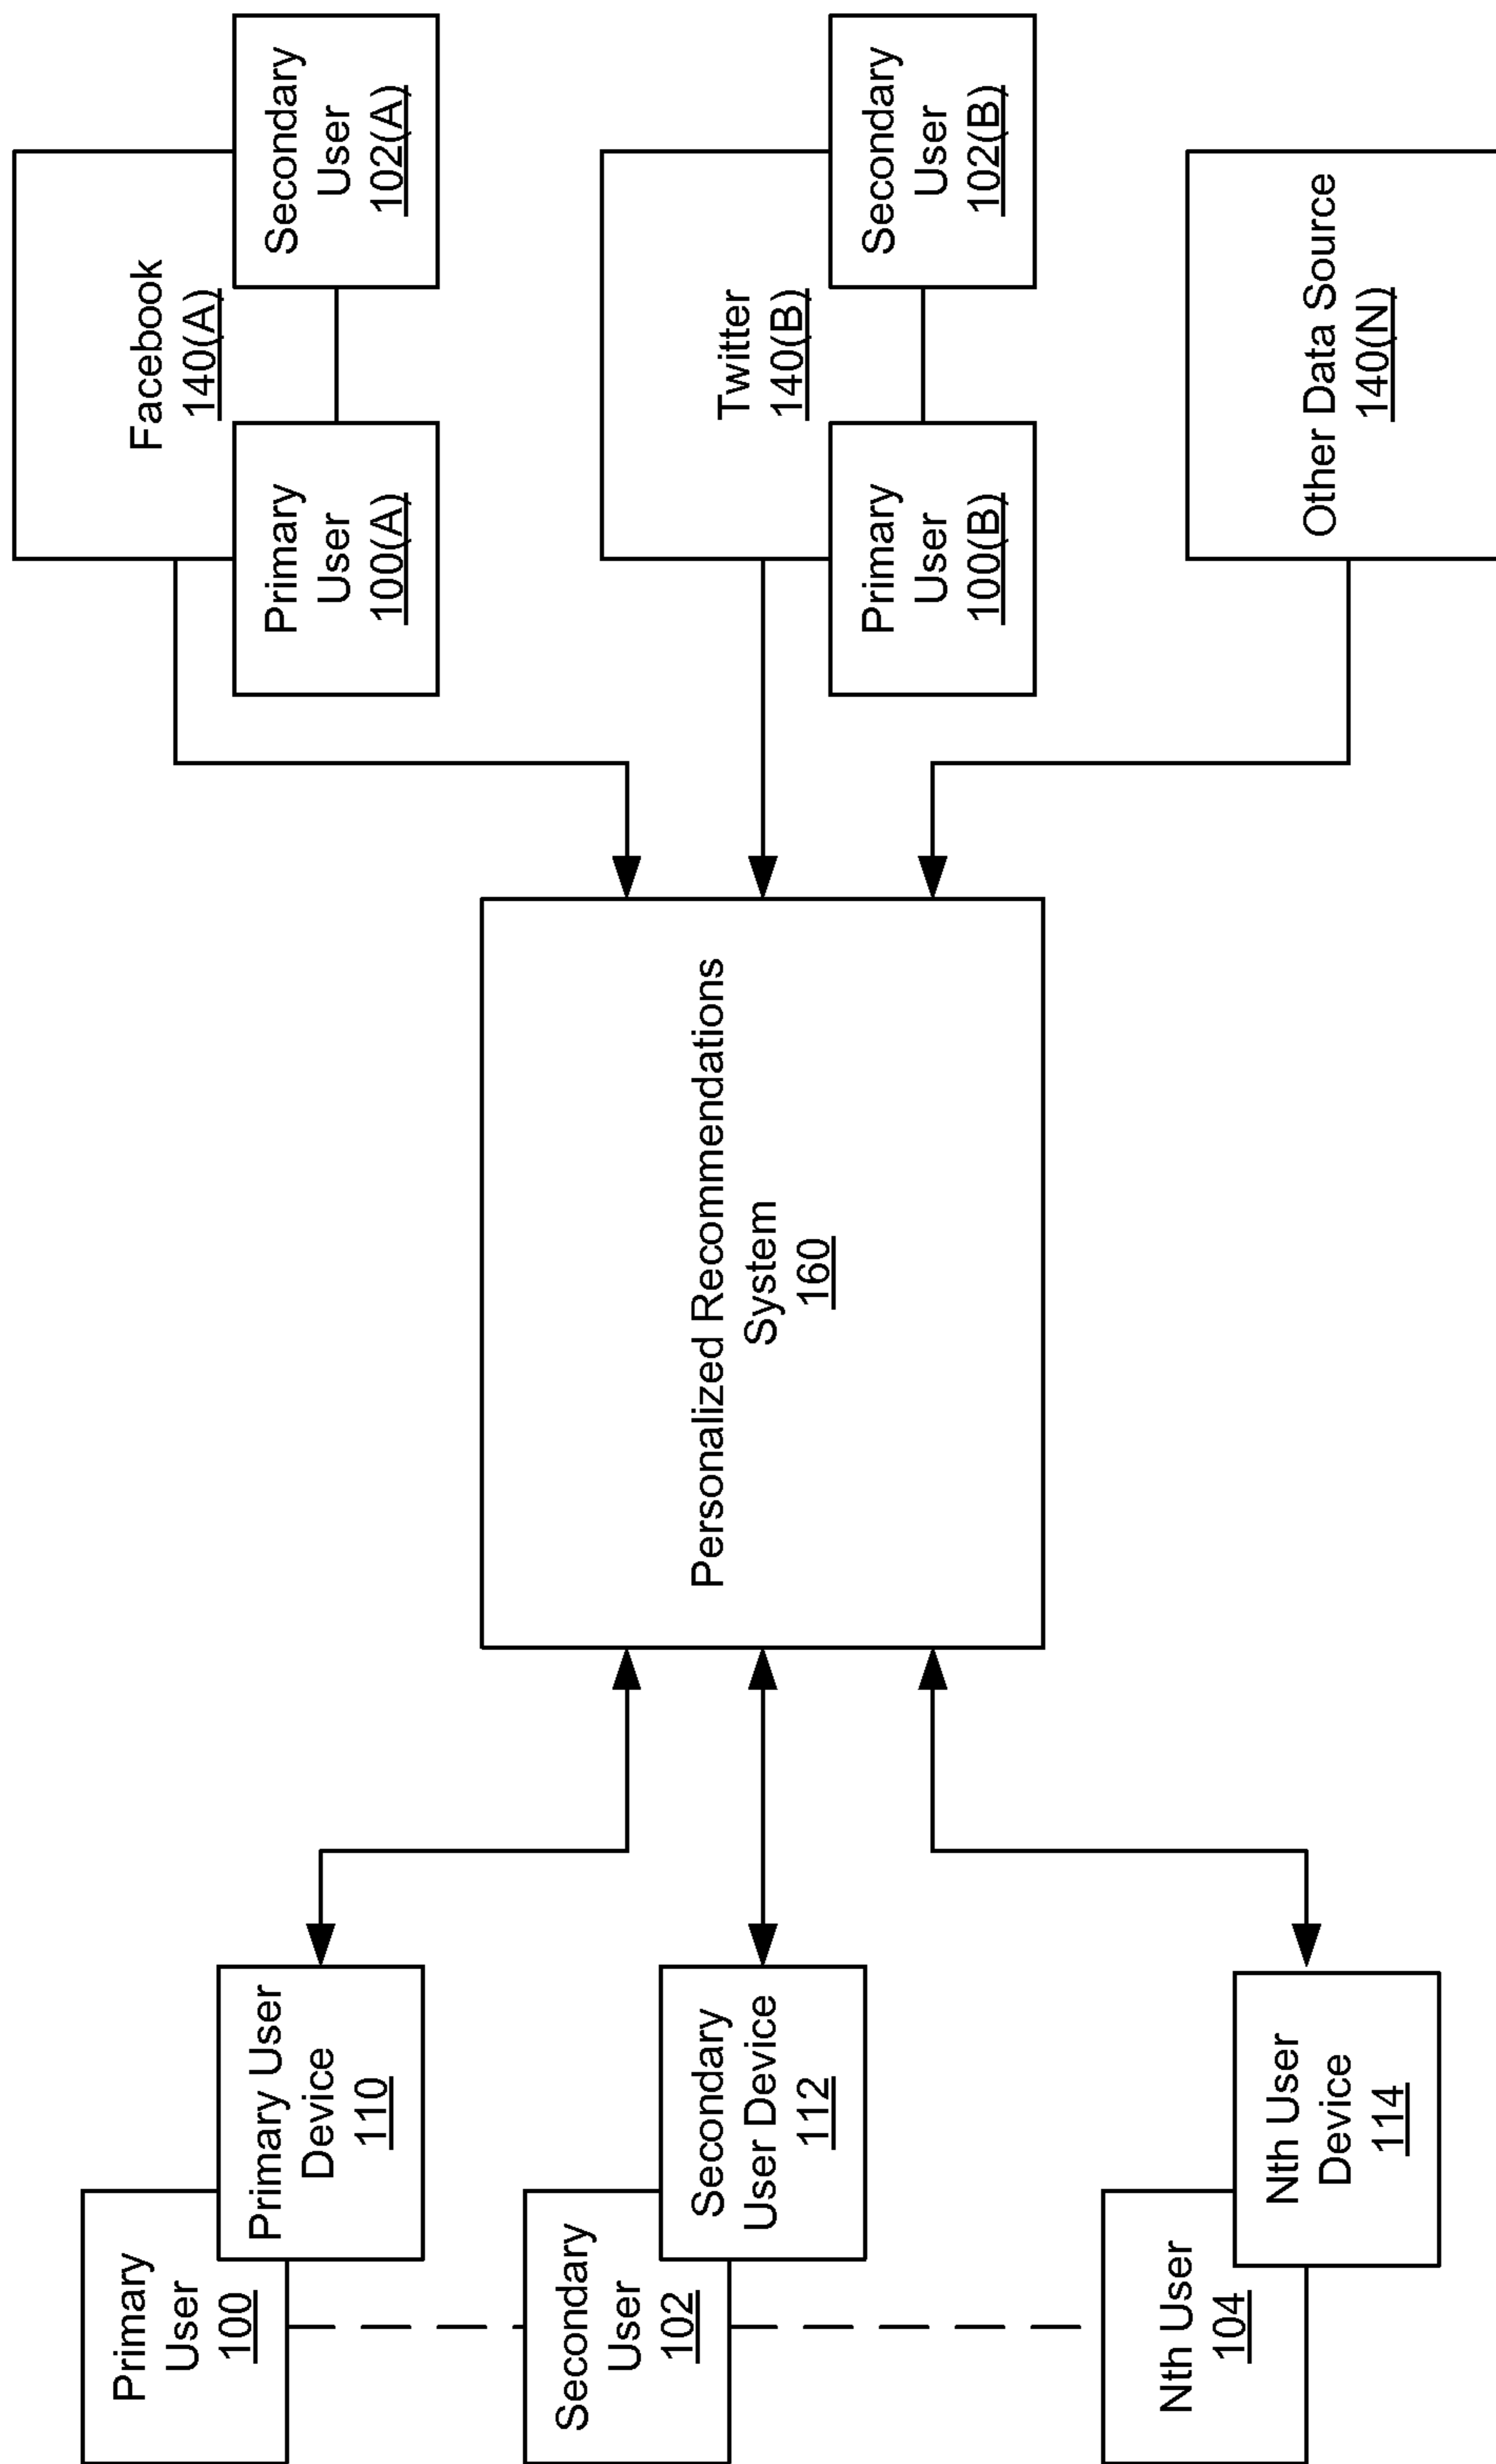 Facebook
140(A)
Primary
User
100(A)
Secondary
User
102(A)
Twitter
140(B)
Primary
User
100(B)
Secondary
User
102(B)
Other Data Source
140(N)
Personalized Recommendations
System
160
Primary
User
100
Primary User
Device
110
Secondary
User
102
Secondary
User Device
112
Nth User
104
Nth User
Device
114